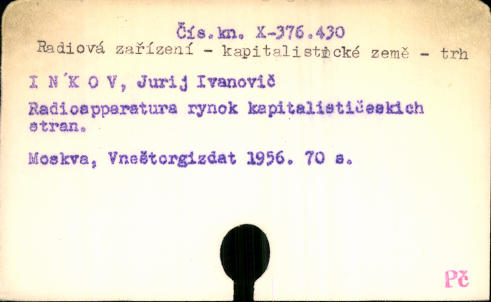 Čís.kn. X-376.430
Radiová zařízení - kapitalistické země - trh
I N K O V, Jurij Ivanovič
Radioapparatura rynok kapitalističeskich
stran.
Moskva, Vneštorgizdat 1956. 70 s.
Pč